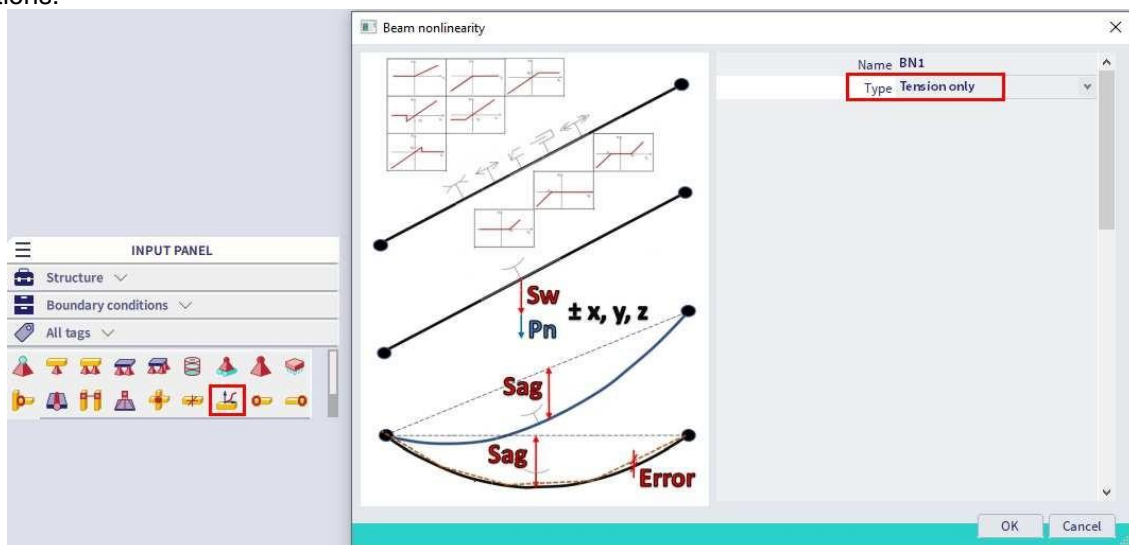 tions.
Beam nonlinearity
Name BN1
Type Tension only
Sw
± x, y, z
Pn
Sag
Sag
Error
INPUT PANEL
Structure
Boundary conditions
All tags
OK Cancel